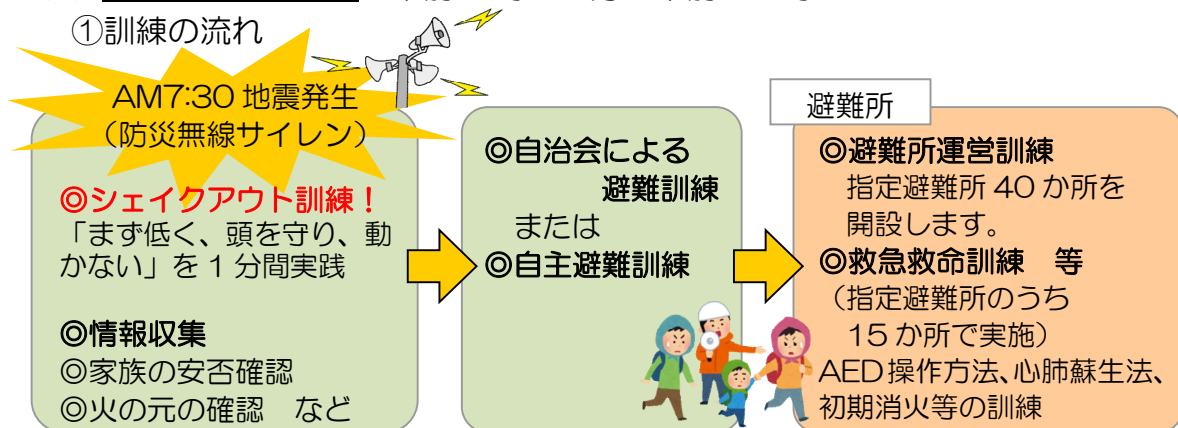 ①訓練の流れ
AM7:30 地震発生
（防災無線サイレン）
◎シェイクアウト訓練！
「まず低く、頭を守り、動
かない」を 1 分間実践
◎情報収集
◎家族の安否確認
◎火の元の確認　など
◎自治会による
避難訓練
または
◎自主避難訓練
避難所
◎避難所運営訓練
指定避難所 40 か所を
開設します。
◎救急救命訓練　等
（指定避難所のうち
15 か所で実施）
AED操作方法、心肺蘇生法、
初期消火等の訓練